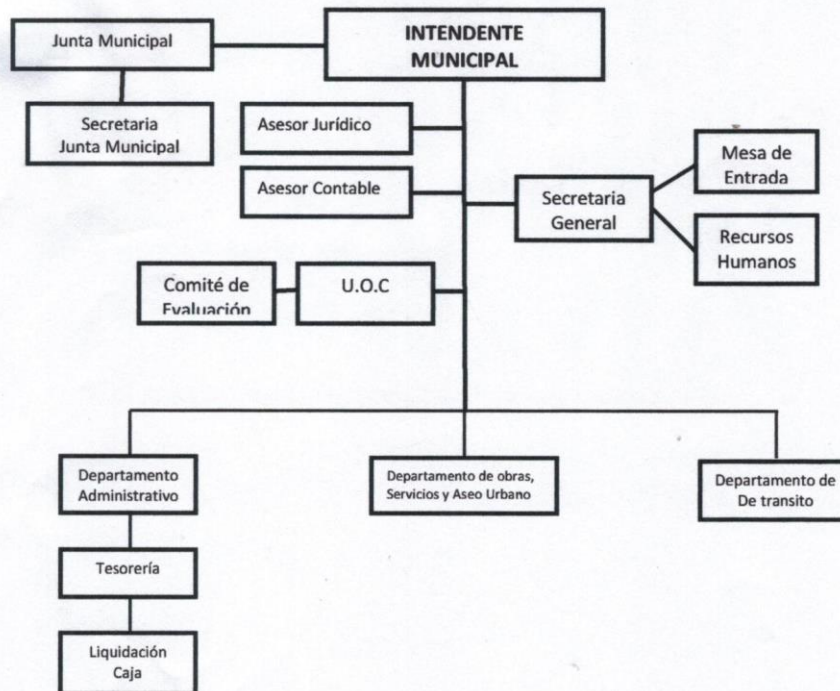 Junta Municipal
INTENDENTE
MUNICIPAL
Secretaria
Junta Municipal
Asesor Jurídico
Asesor Contable
Mesa de
Entrada
Secretaria
General
Recursos
Humanos
Comité de
Evaluación
U.O.C
Departamento
Administrativo
Departamento de obras,
Servicios y Aseo Urbano
Departamento de
De transito
Tesorería
Liquidación
Caja